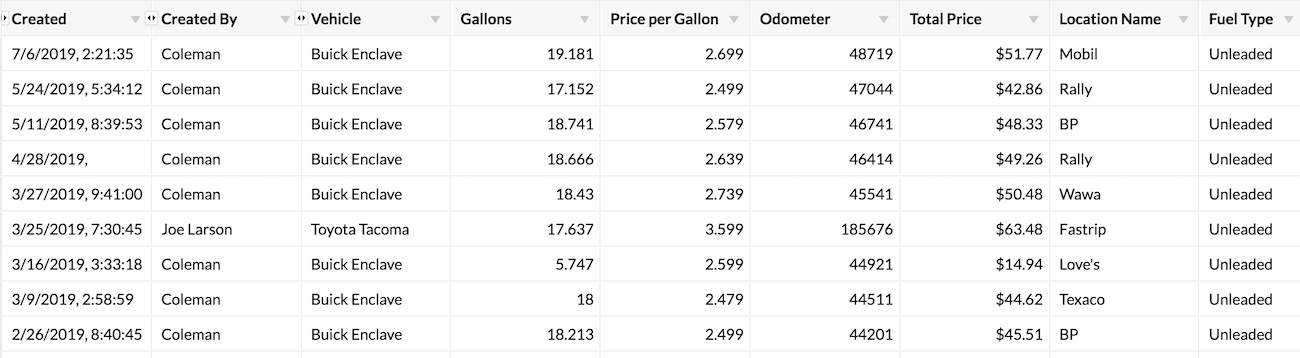 Created Created By Vehicle Gallons Price per Gallon Odometer Total Price Location Name Fuel Type
7/6/2019, 2:21:35 Coleman Buick Enclave 19.181 2.699 48719 $51.77 Mobil Unleaded
5/24/2019, 5:34:12 Coleman Buick Enclave 17.152 2.499 47044 $42.86 Rally Unleaded
5/11/2019, 8:39:53 Coleman Buick Enclave 18.741 2.579 46741 $48.33 BP Unleaded
4/28/2019, Coleman Buick Enclave 18.666 2.639 46414 $49.26 Rally Unleaded
3/27/2019, 9:41:00 Coleman Buick Enclave 18.43 2.739 45541 $50.48 Wawa Unleaded
3/25/2019, 7:30:45 Joe Larson Toyota Tacoma 17.637 3.599 185676 $63.48 Fastrip Unleaded
3/16/2019, 3:33:18 Coleman Buick Enclave 5.747 2.599 44921 $14.94 Love's Unleaded
3/9/2019, 2:58:59 Coleman Buick Enclave 18 2.479 44511 $44.62 Texaco Unleaded
2/26/2019, 8:40:45 Coleman Buick Enclave 18.213 2.499 44201 $45.51 BP Unleaded